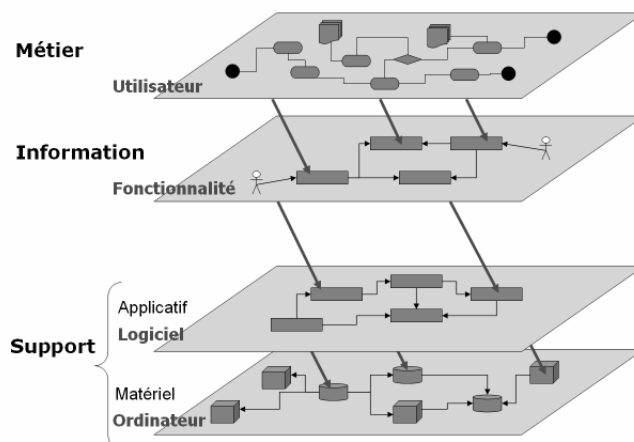 Métier
Utilisateur
Information
Fonctionnalité
Applicatif
Logiciel
Support
Matériel
Ordinateur